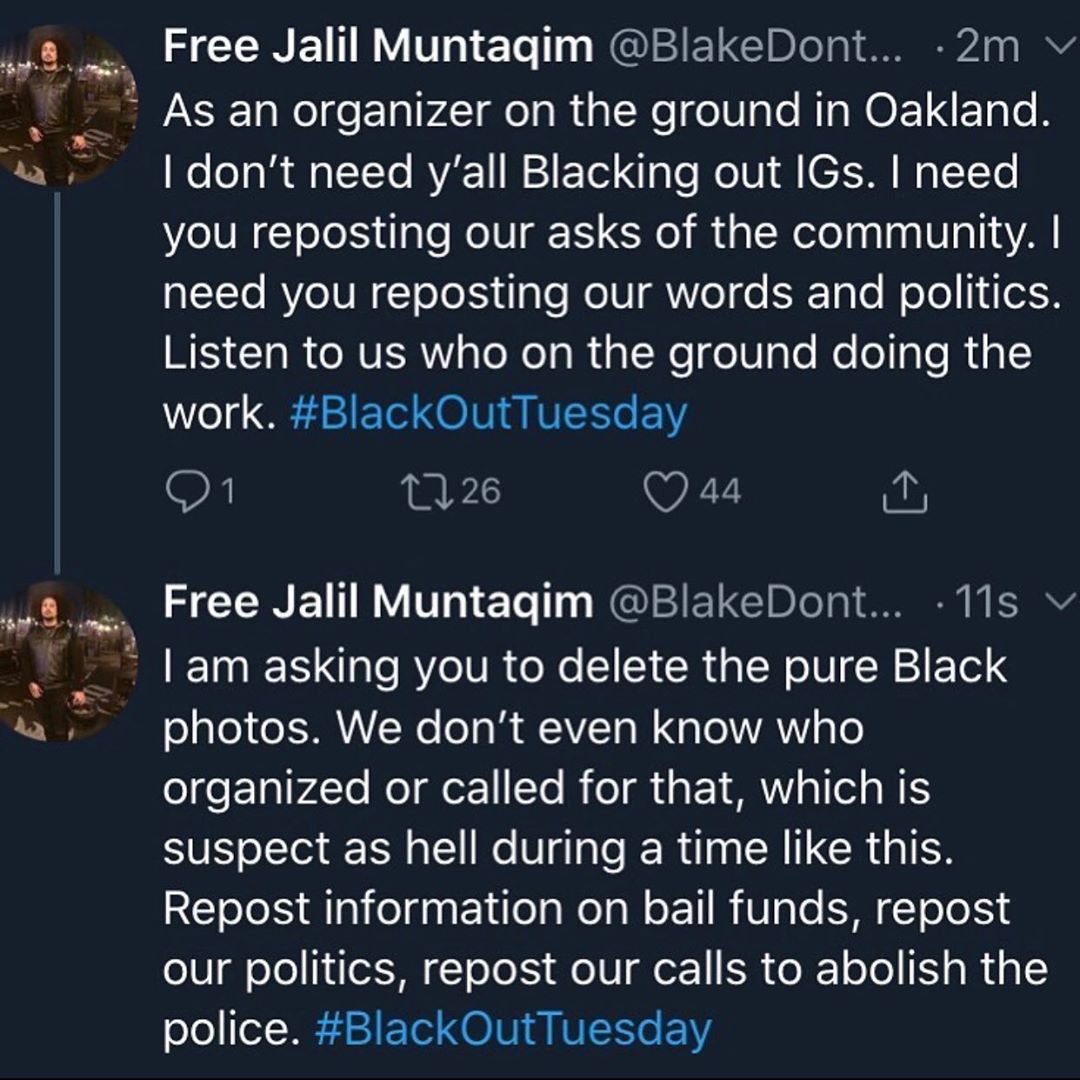 Free Jalil Muntaqim @BlakeDont... · 2m
As an organizer on the ground in Oakland.
I don’t need y’all Blacking out IGs. I need
you reposting our asks of the community. I
need you reposting our words and politics.
Listen to us who on the ground doing the
work. #BlackOutTuesday
1 26 44
Free Jalil Muntaqim @BlakeDont... · 11s
I am asking you to delete the pure Black
photos. We don’t even know who
organized or called for that, which is
suspect as hell during a time like this.
Repost information on bail funds, repost
our politics, repost our calls to abolish the
police. #BlackOutTuesday